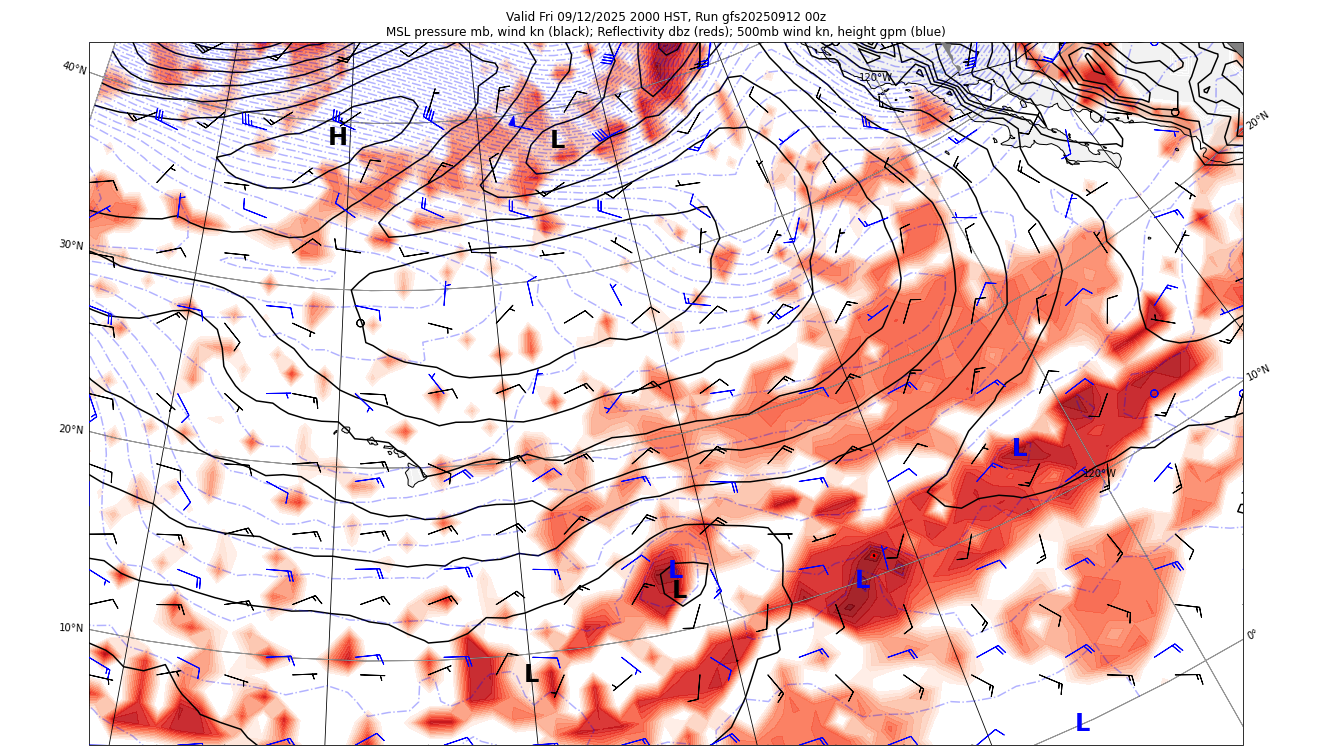 Valid Fri 09/12/2025 2000 HST, Run gfs20250912 00z
MSL pressure mb, wind kn (black); Reflectivity dbz (reds); 500mb wind kn, height gpm (blue)
40°N
120°W
20°N
H
L
30°N
10°N
20°N
L
120°W
L
L
L
10°N
0°
L
L